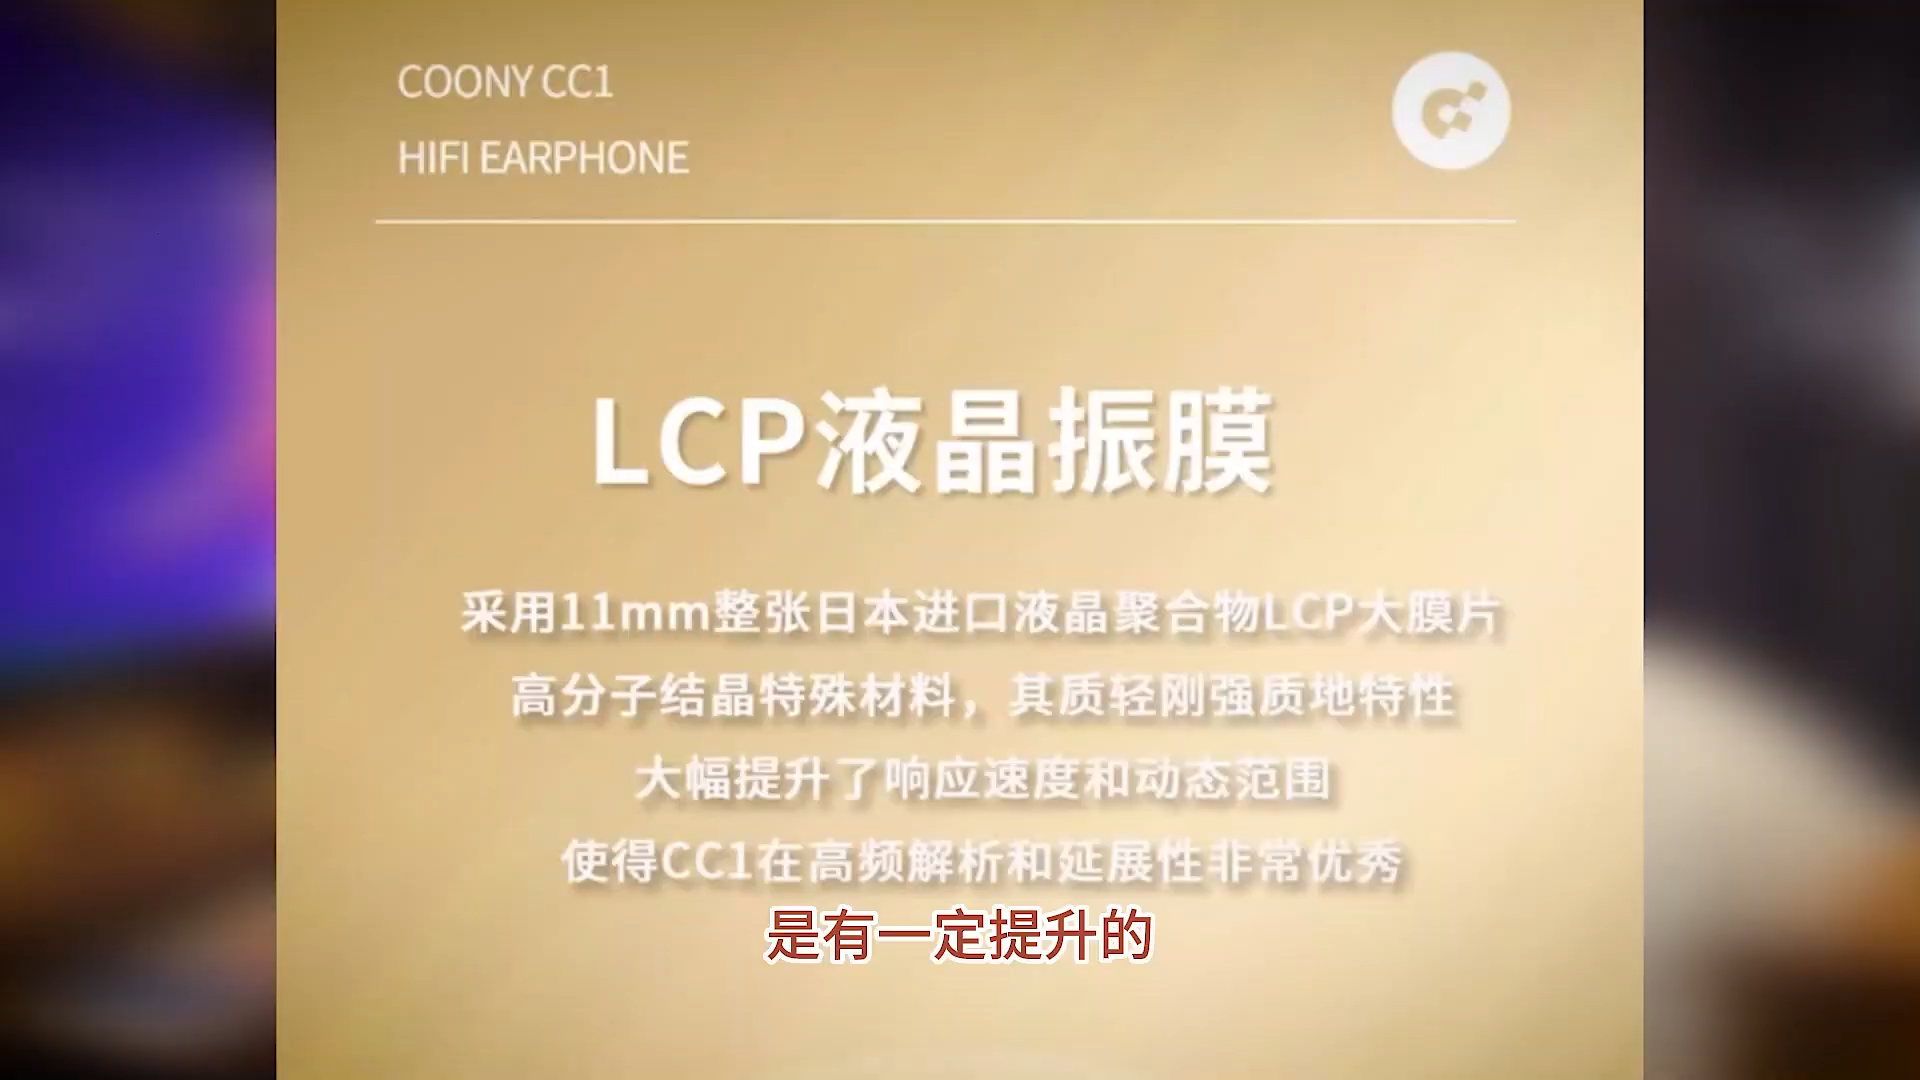 COONY CC1
HIFI EARPHONE
LCP液晶振膜
采用11mm整张日本进口液晶聚合物LCP大膜片
高分子结晶特殊材料，其质轻刚强质地特性
大幅提升了响应速度和动态范围
使得CC1在高频解析和延展性非常优秀
是有一定提升的